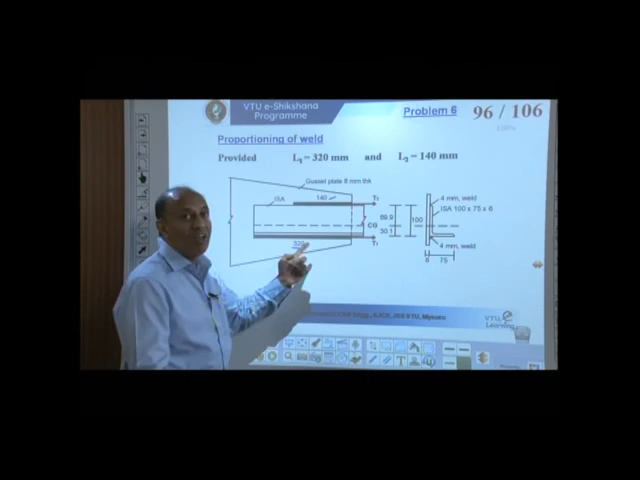 VTU e-Shikshana
Programme
Problem 6
96 / 106
Proportioning of weld
Provided L1 = 320 mm and L2 = 140 mm
Gusset plate 8 mm thk
ISA
140
T2
4 mm, weld
ISA 100 x 75 x 6
69.9
100
CG
30.1
320
T1
4 mm, weld
8 75
VTU e
Learning